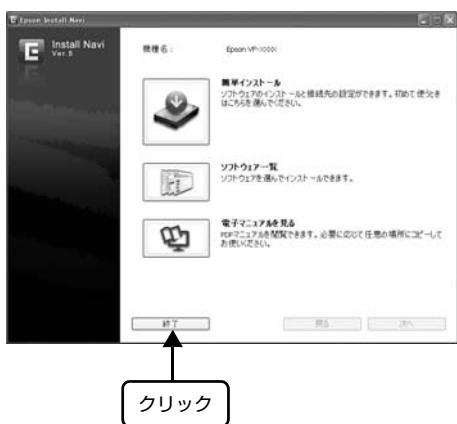 Epson Install Navi
Install Navi
Ver.8
機種名：
Epson VP-XXXX
簡単インストール
ソフトウェアのインストールと接続先の設定ができます。初めて使うとき
はこちらを選んでください。
ソフトウェア一覧
ソフトウェアを選んでインストールできます。
電子マニュアルを見る
PDFマニュアルを閲覧できます。必要に応じて任意の場所にコピーして
お使いください。
終了
戻る
次へ
クリック